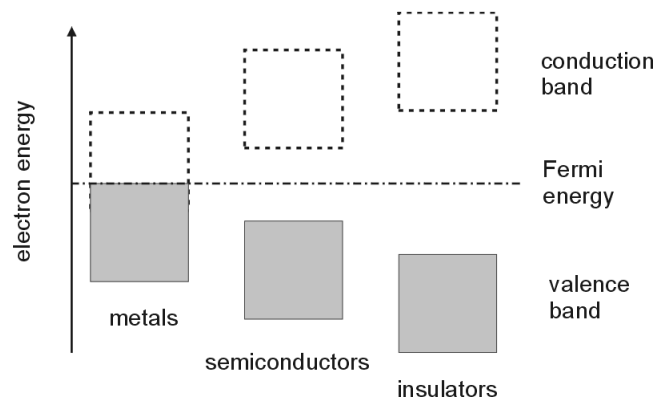 conduction
band
electron energy
Fermi
energy
valence
band
metals
semiconductors
insulators